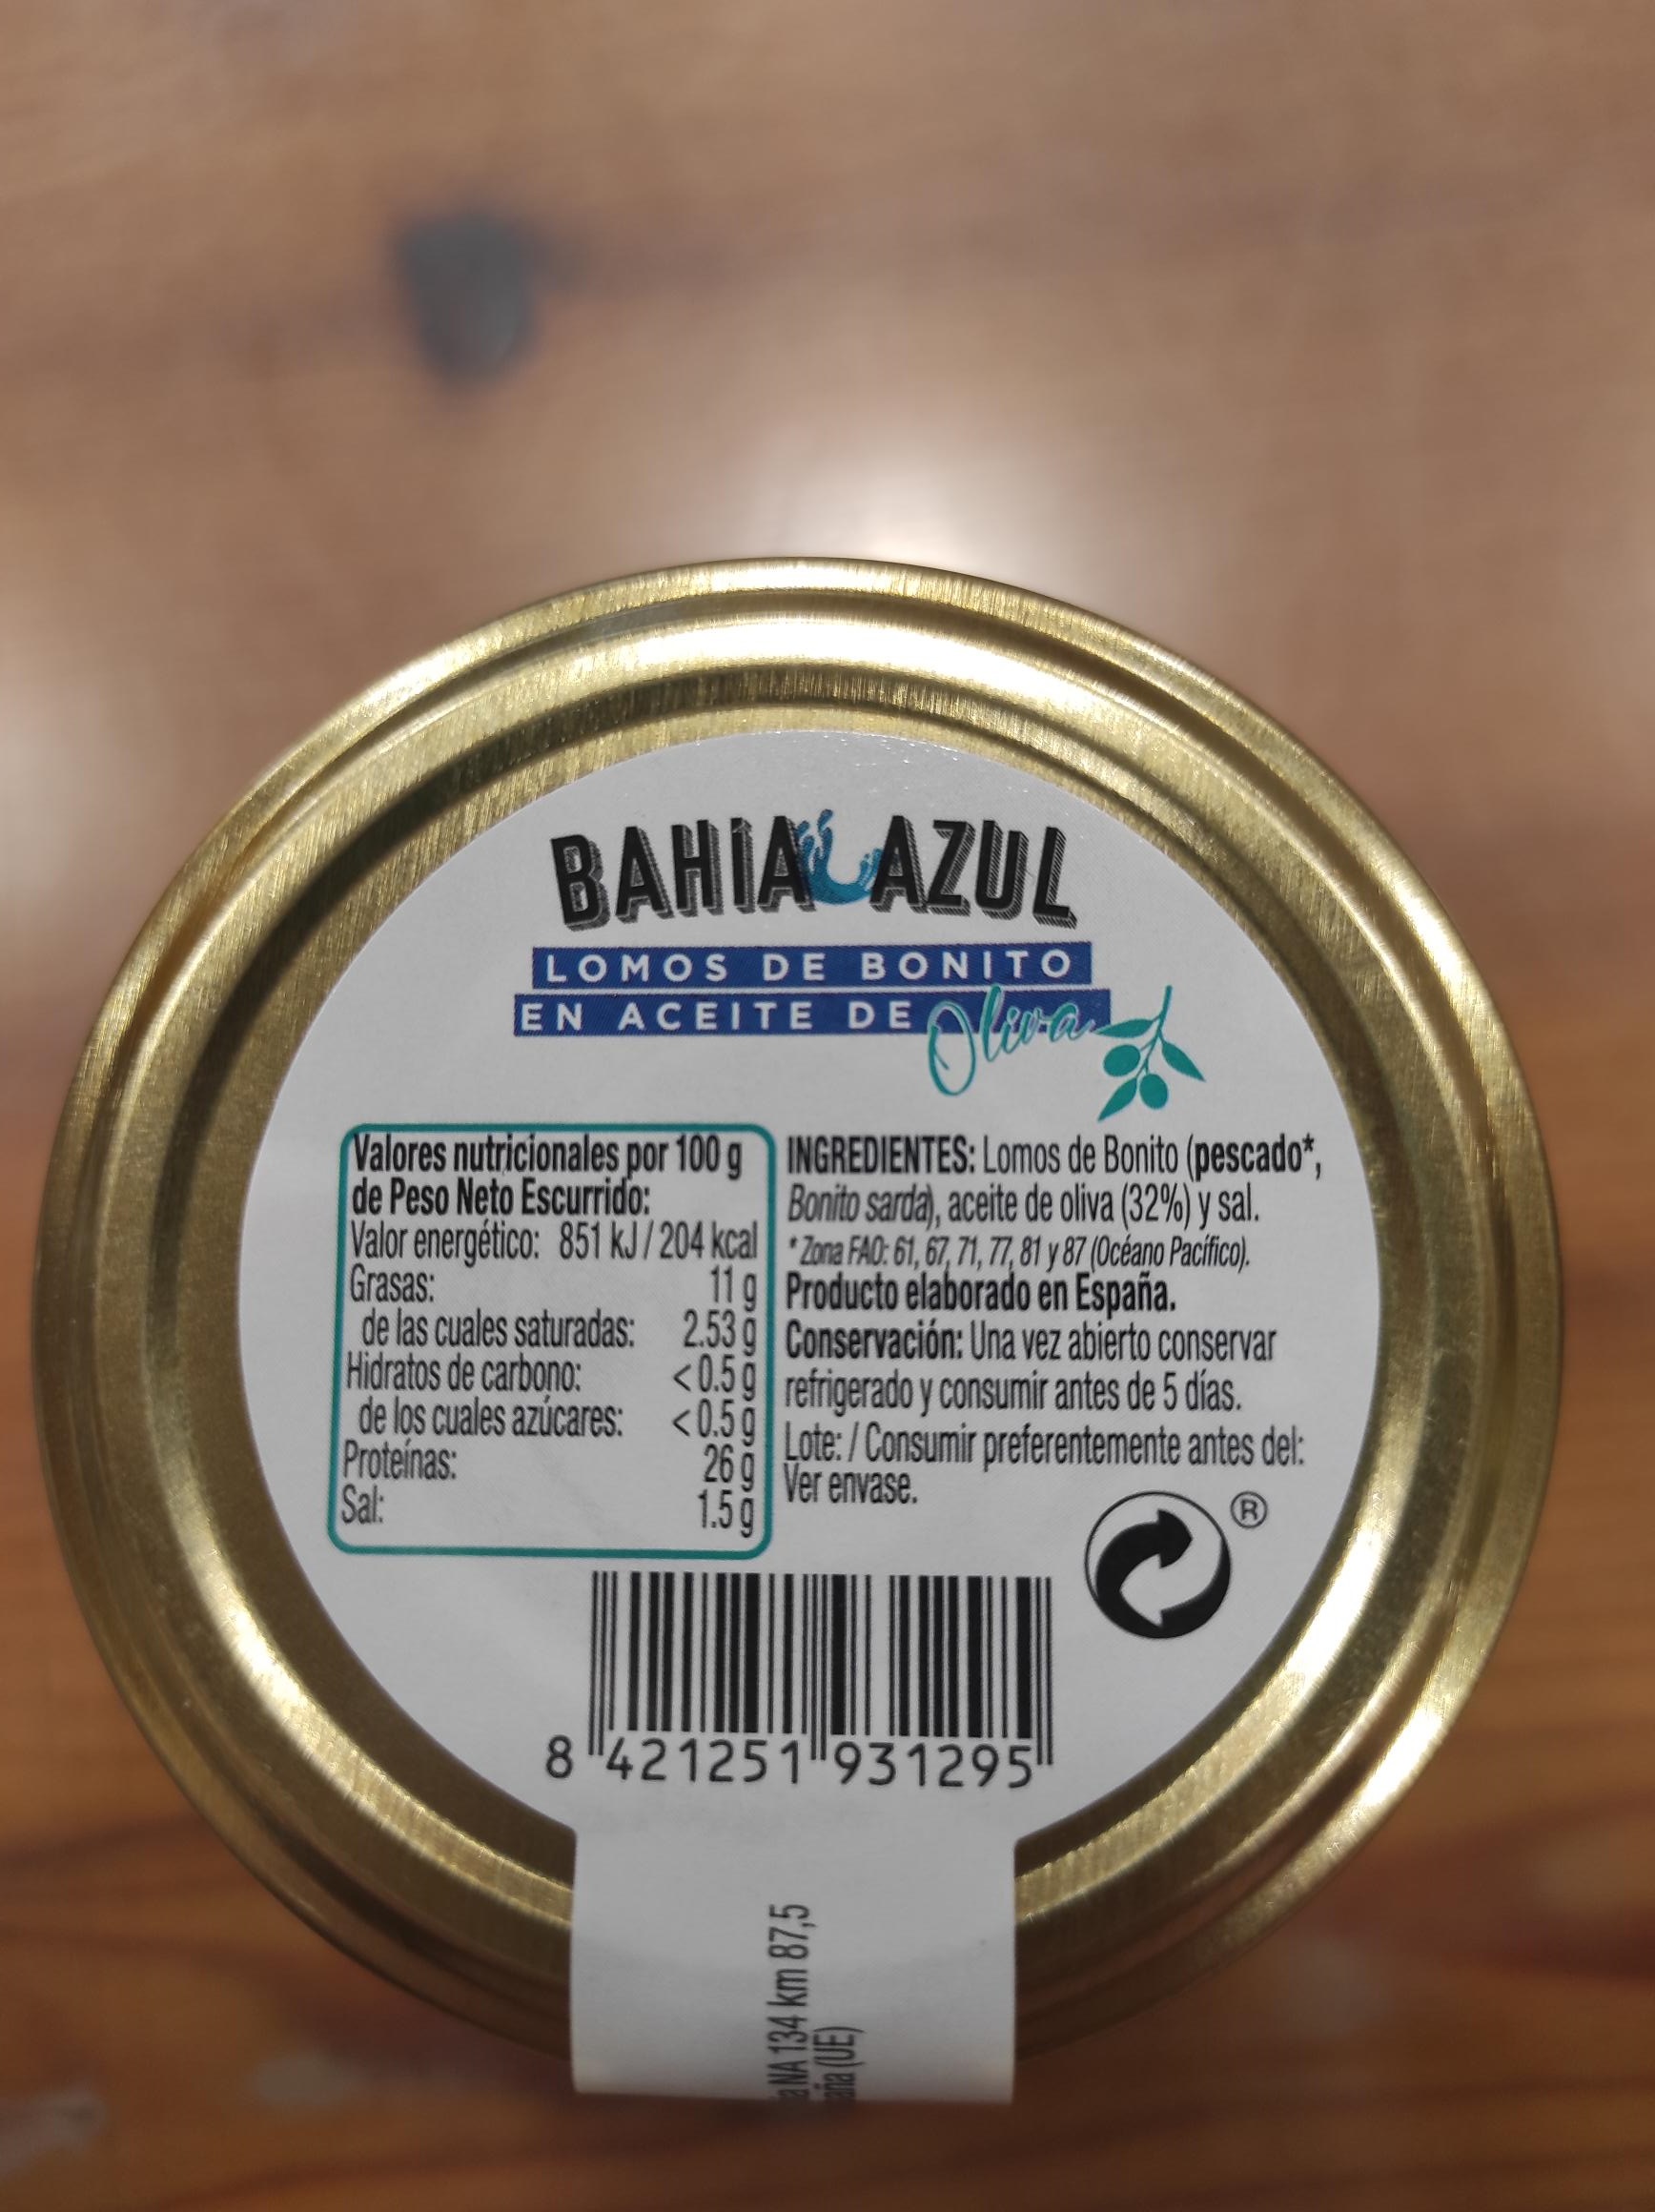 BAHÍA AZUL
LOMOS DE BONITO
EN ACEITE DE Oliva
Valores nutricionales por 100 g
de Peso Neto Escurrido:
Valor energético: 851 kJ / 204 kcal
Grasas: 11 g
de las cuales saturadas: 2.53 g
Hidratos de carbono: <0.5 g
de los cuales azúcares: <0.5 g
Proteínas: 26 g
Sal: 1.5 g
INGREDIENTES: Lomos de Bonito (pescado*,
Bonito sarda), aceite de oliva (32%) y sal.
* Zona FAO: 61, 67, 71, 77, 81 y 87 (Océano Pacífico).
Producto elaborado en España.
Conservación: Una vez abierto conservar
refrigerado y consumir antes de 5 días.
Lote: / Consumir preferentemente antes del:
Ver envase.
®
8 421251 931295
NA 134 km 87,5
(UE)